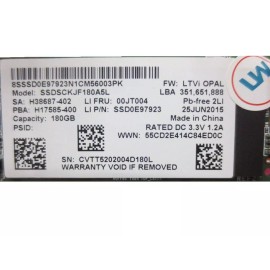 8SSSD0E97923N1CM56003PK
FW: LTVi OPAL
Model: SSDSCKJF180A5L
LBA 351,651,888
SA: H38687-402
LI FRU: 00JT004
Pb-free 2LI
PBA: H17585-400
LI P/N: SSD0E97923
25JUN2015
Capacity: 180GB
Made in China
PSID:
RATED DC 3.3V 1.2A
WWN: 55CD2E414C84ED0C
SN: CVTT5202004D180L
WARRANTY VOID IF REMOVED